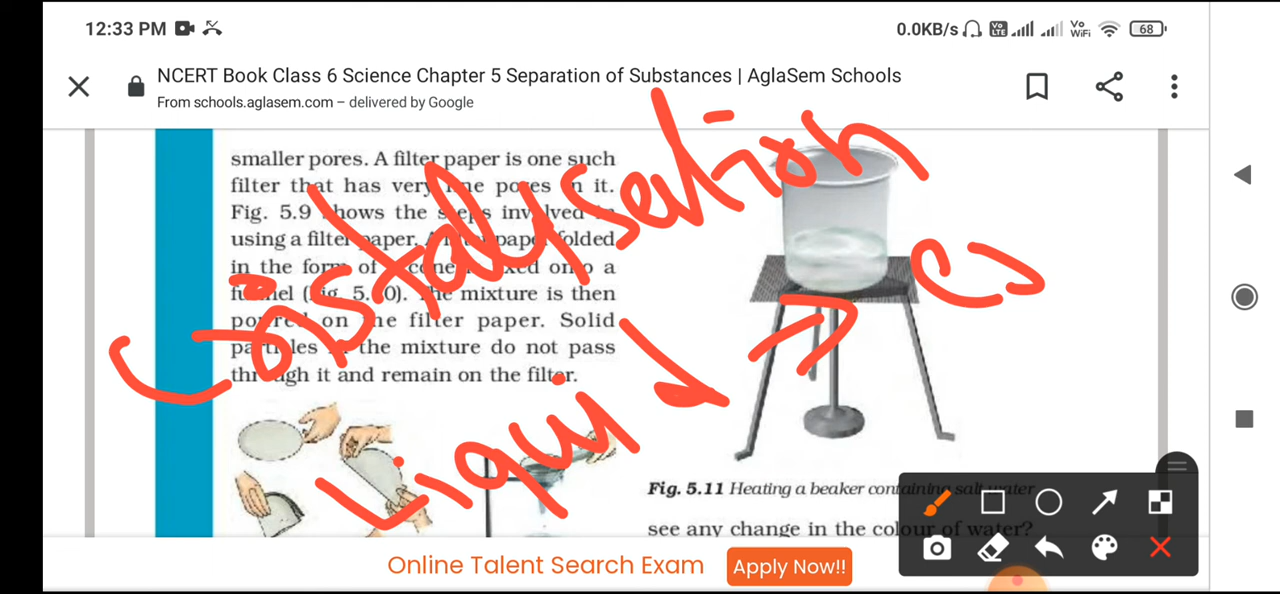 12:33 PM
0.0KB/s Vo LTE Vo WiFi 68
NCERT Book Class 6 Science Chapter 5 Separation of Substances | AglaSem Schools
From schools.aglasem.com – delivered by Google
smaller pores. A filter paper is one such
filter that has very fine pores in it.
Fig. 5.9 shows the steps involved in
using a filter paper. A filter paper folded
in the form of a cone is fixed onto a
funnel (Fig. 5.10). The mixture is then
poured on the filter paper. Solid
particles in the mixture do not pass
through it and remain on the filter.
Liquid →
Fig. 5.11 Heating a beaker containing salt water
see any change in the colour of water?
Online Talent Search Exam Apply Now!!